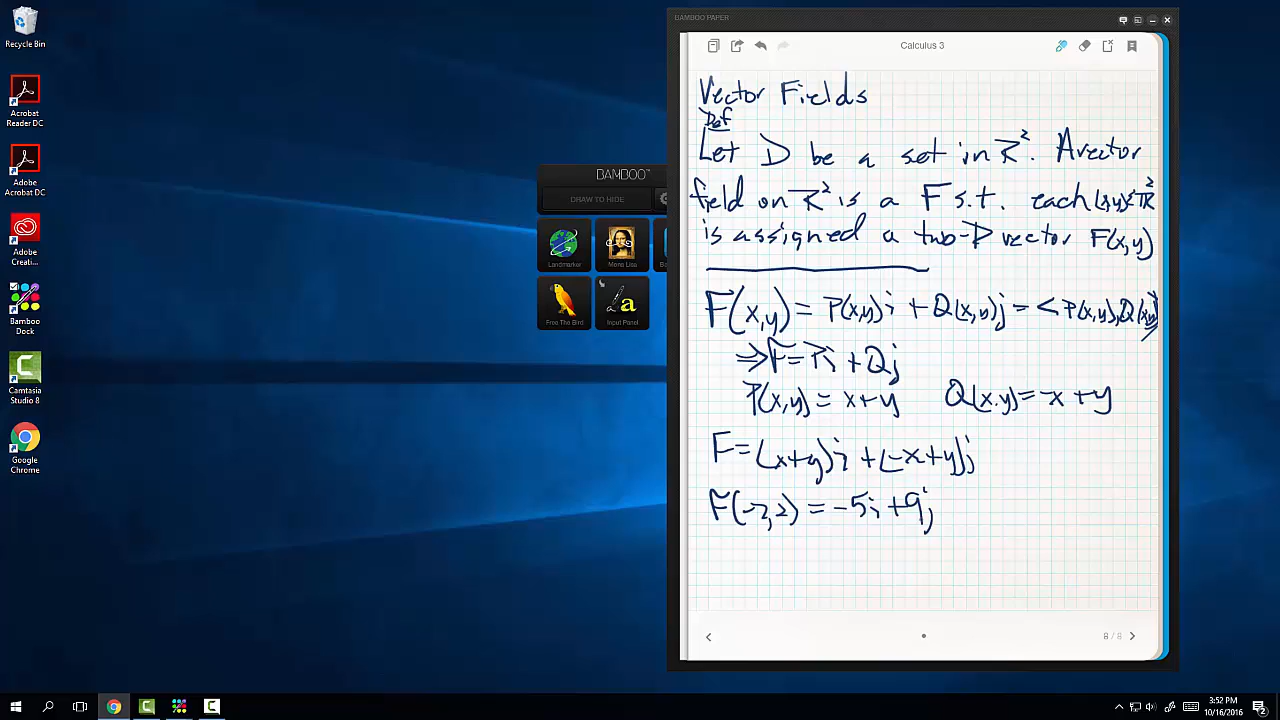 Recycle Bin
Acrobat Reader DC
Adobe Acrobat DC
Adobe Creati...
Bamboo Dock
Camtasia Studio 8
Google Chrome
BAMBOO™
DRAW TO HIDE
Landmarker
Mona Lisa
Ba
Free The Bird
Input Panel
BAMBOO PAPER
Calculus 3
Vector Fields
Def
Let D be a set in ℝ². A vector
field on ℝ² is a F s.t. each (x,y)∈ℝ²
is assigned a two-D vector F(x,y)
F(x,y) = P(x,y)i + Q(x,y)j = <P(x,y),Q(x,y)>
⇒ F = Pi + Qj
P(x,y) = x+y Q(x.y) = -x+y
F = (x+y)i + (-x+y)j
F(-7,2) = -5i + 9j
8 / 8
3:52 PM
10/16/2016
2